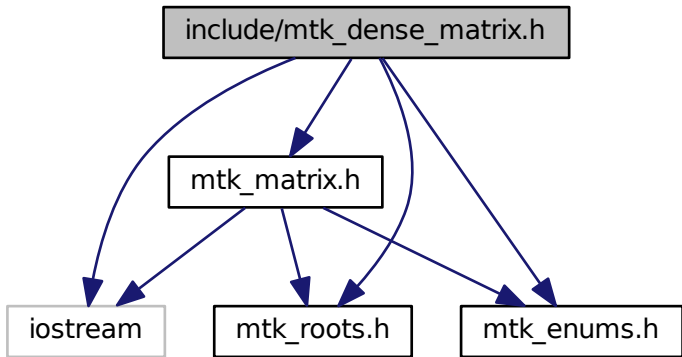 include/mtk_dense_matrix.h
mtk_matrix.h
iostream
mtk_roots.h
mtk_enums.h